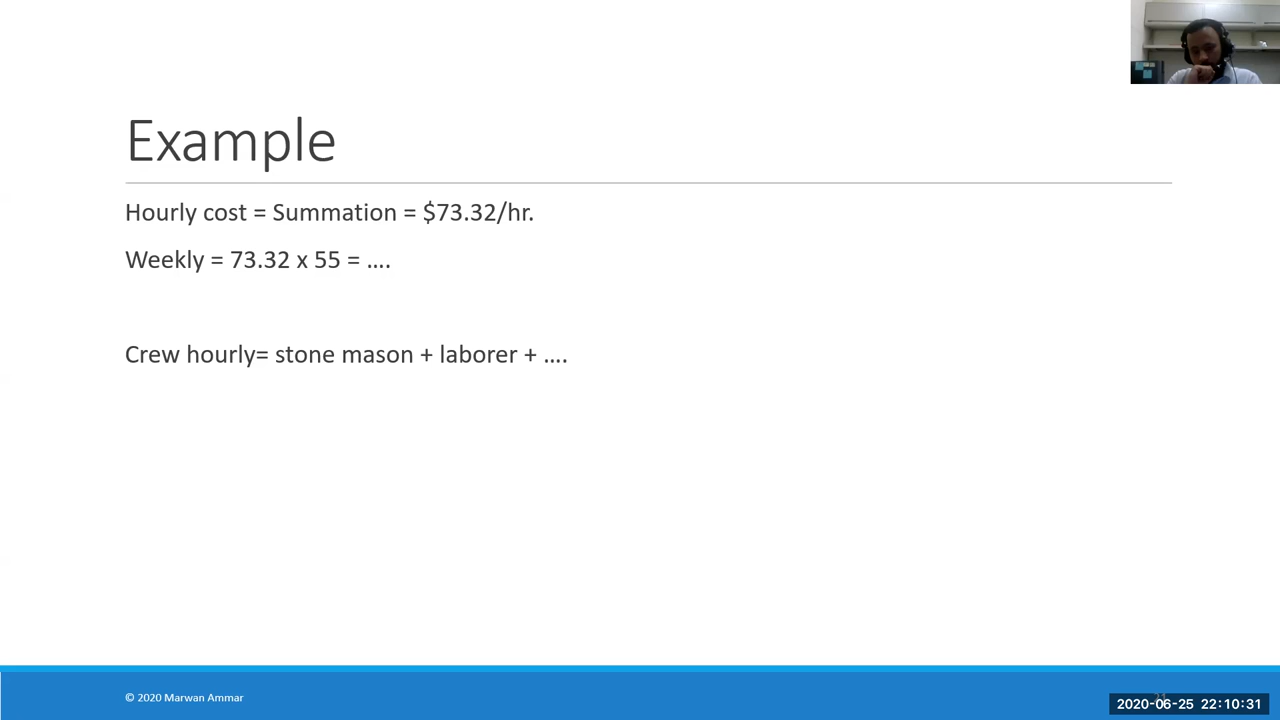 Example
Hourly cost = Summation = $73.32/hr.
Weekly = 73.32 x 55 = ….
Crew hourly= stone mason + laborer + ….
© 2020 Marwan Ammar
2020-06-25 22:10:31